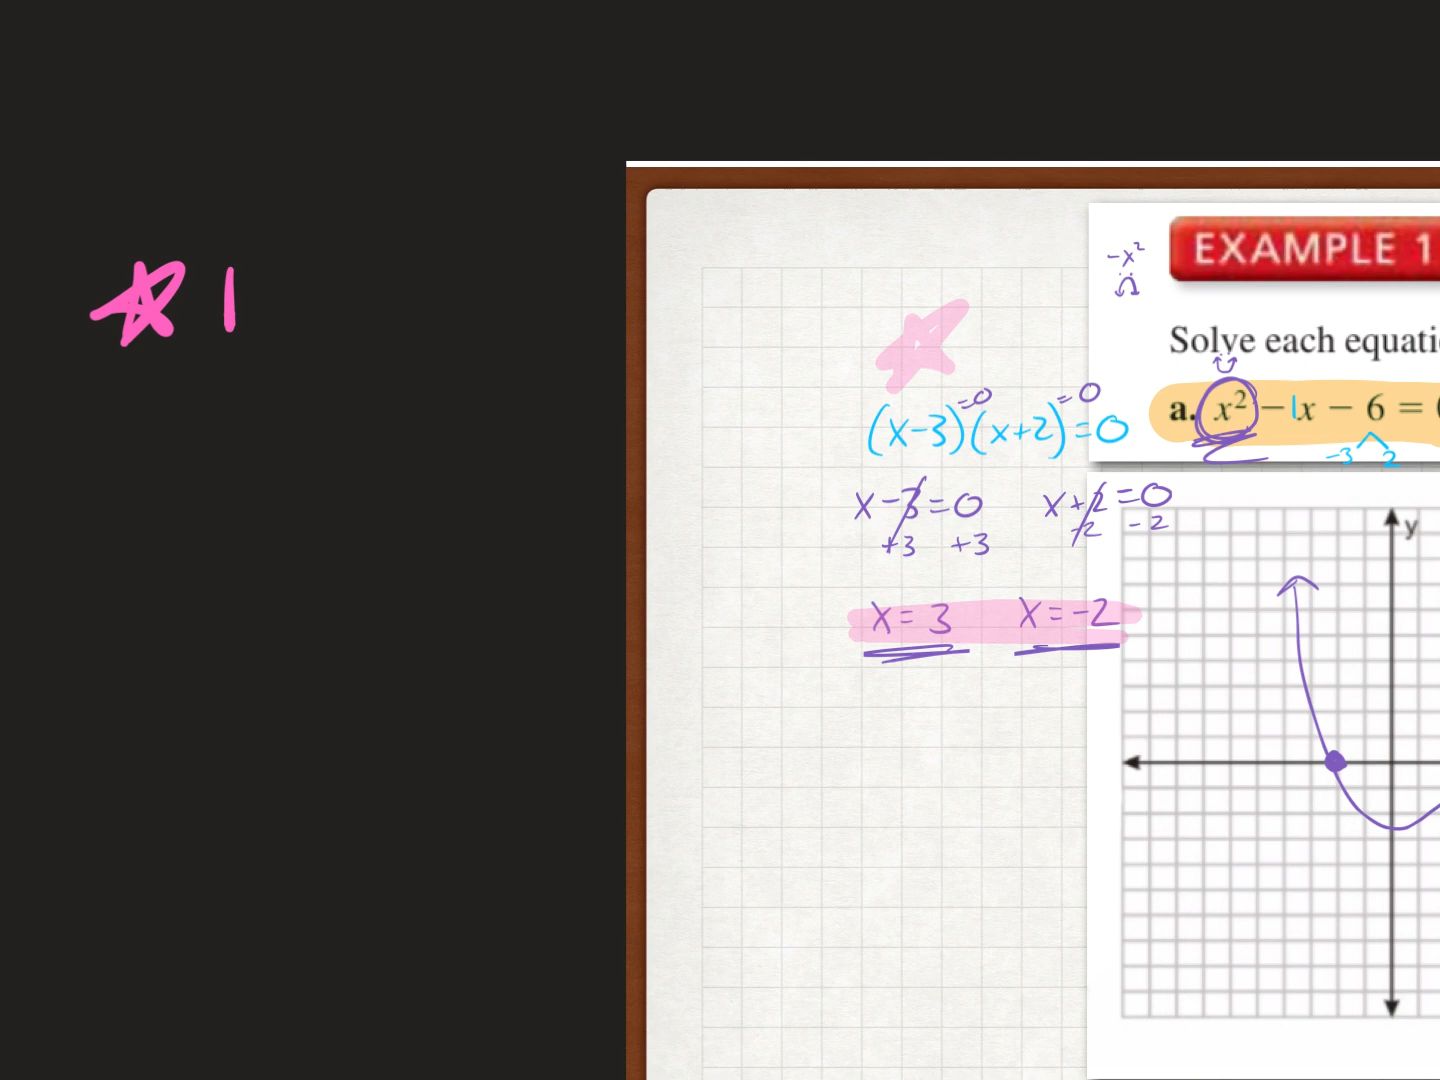 1
EXAMPLE 1
-x²
Solve each
a. x² - 1x - 6 =
-3 2
=0 =0
(x-3)(x+2)=0
x-3=0 x+2=0
+3 +3 -2 -2
x=3 x=-2
y